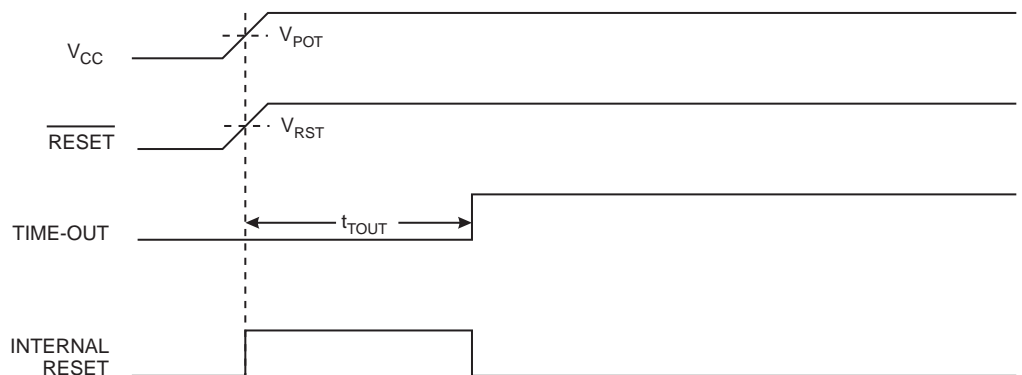 VCC
VPOT
RESET
VRST
TIME-OUT
tTOUT
INTERNAL
RESET